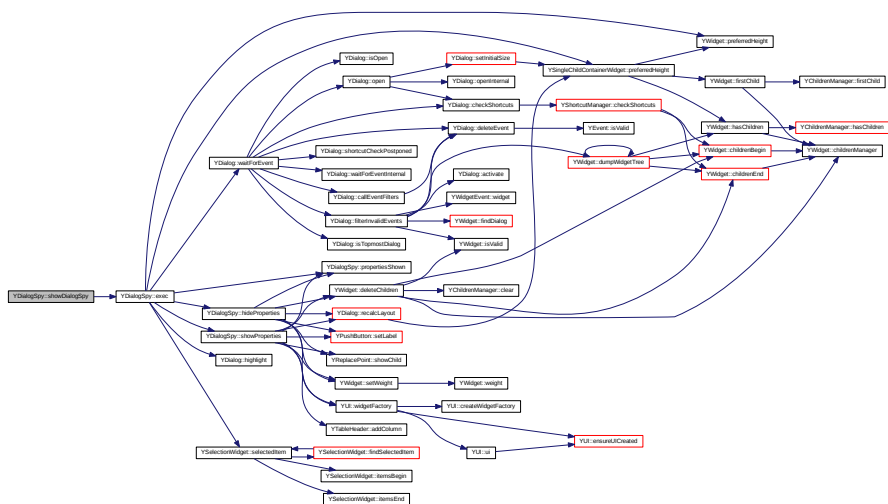 YWidget::preferredHeight
YDialog::isOpen
YDialog::setInitialSize
YSingleChildContainerWidget::preferredHeight
YDialog::open
YDialog::openInternal
YWidget::firstChild
YChildrenManager::firstChild
YDialog::checkShortcuts
YShortcutManager::checkShortcuts
YDialog::deleteEvent
YEvent::isValid
YWidget::hasChildren
YChildrenManager::hasChildren
YDialog::shortcutCheckPostponed
YWidget::childrenBegin
YWidget::childrenManager
YDialog::waitForEvent
YWidget::dumpWidgetTree
YDialog::waitForEventInternal
YDialog::activate
YWidget::childrenEnd
YDialog::callEventFilters
YWidgetEvent::widget
YDialog::filterInvalidEvents
YWidget::findDialog
YDialog::isTopmostDialog
YWidget::isValid
YDialogSpy::propertiesShown
YDialogSpy::showDialogSpy
YDialogSpy::exec
YWidget::deleteChildren
YChildrenManager::clear
YDialogSpy::hideProperties
YDialog::recalcLayout
YDialogSpy::showProperties
YPushButton::setLabel
YDialog::highlight
YReplacePoint::showChild
YWidget::setWeight
YWidget::weight
YUI::widgetFactory
YUI::createWidgetFactory
YTableHeader::addColumn
YUI::ensureUICreated
YSelectionWidget::selectedItem
YSelectionWidget::findSelectedItem
YUI::ui
YSelectionWidget::itemsBegin
YSelectionWidget::itemsEnd